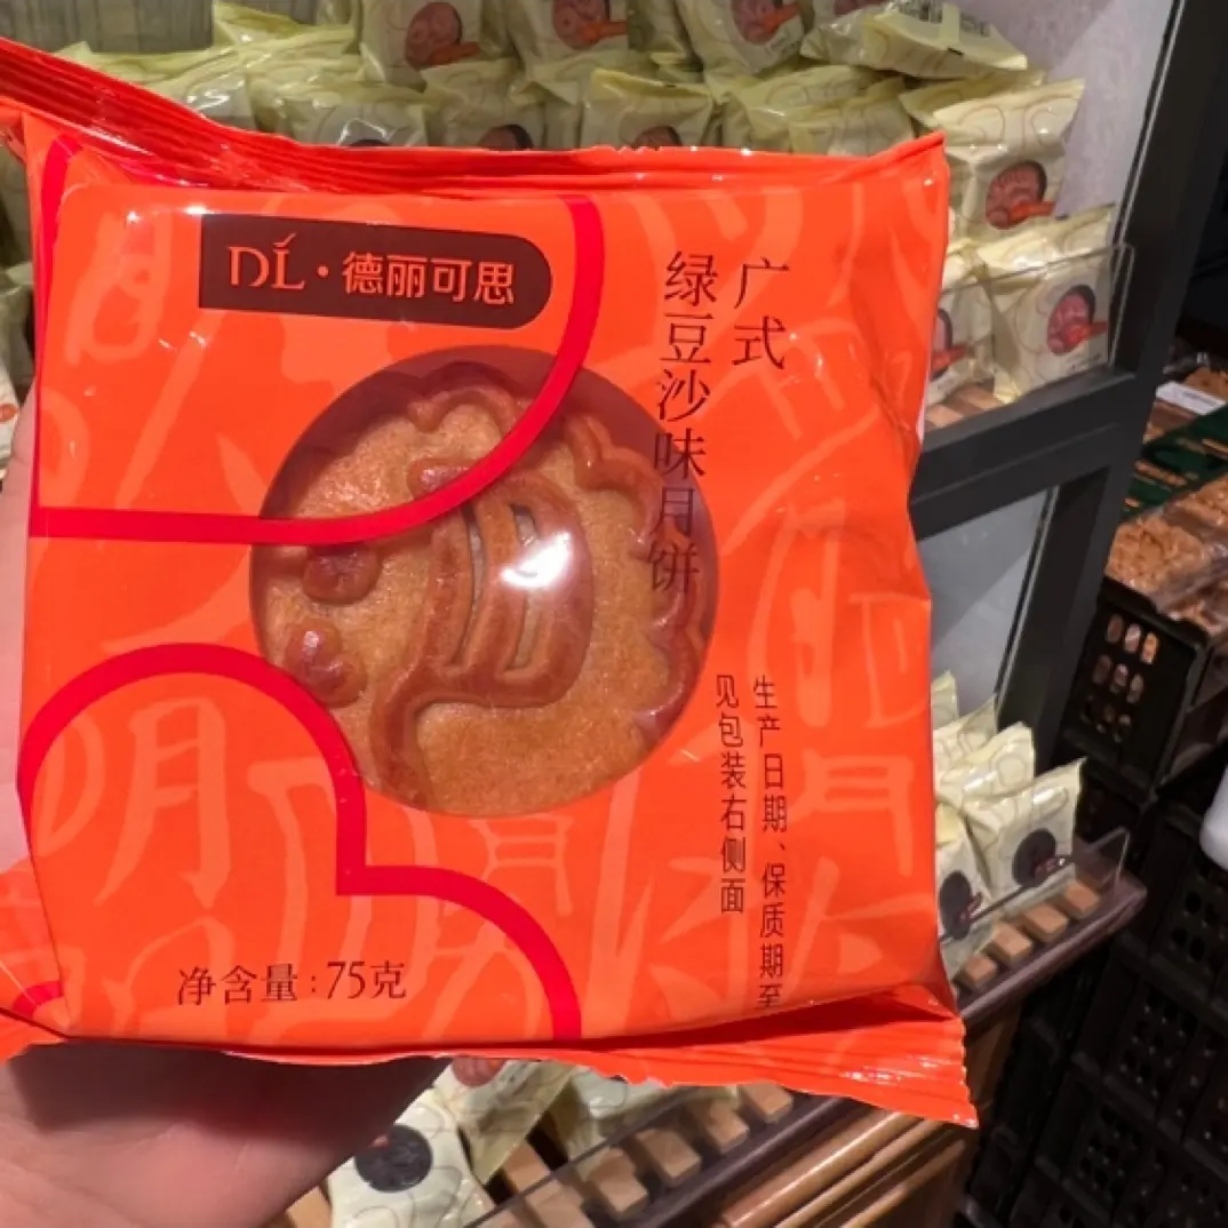 DL·德丽可思
广式
绿豆沙味月饼
生产日期、保质期至
见包装右侧面
净含量:75克